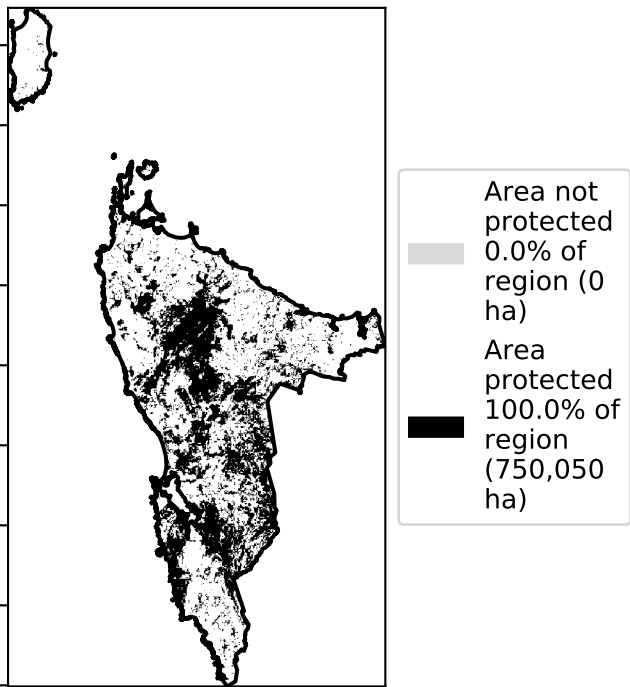 Area not
protected
0.0% of
region (0
ha)
Area
protected
100.0% of
region
(750,050
ha)